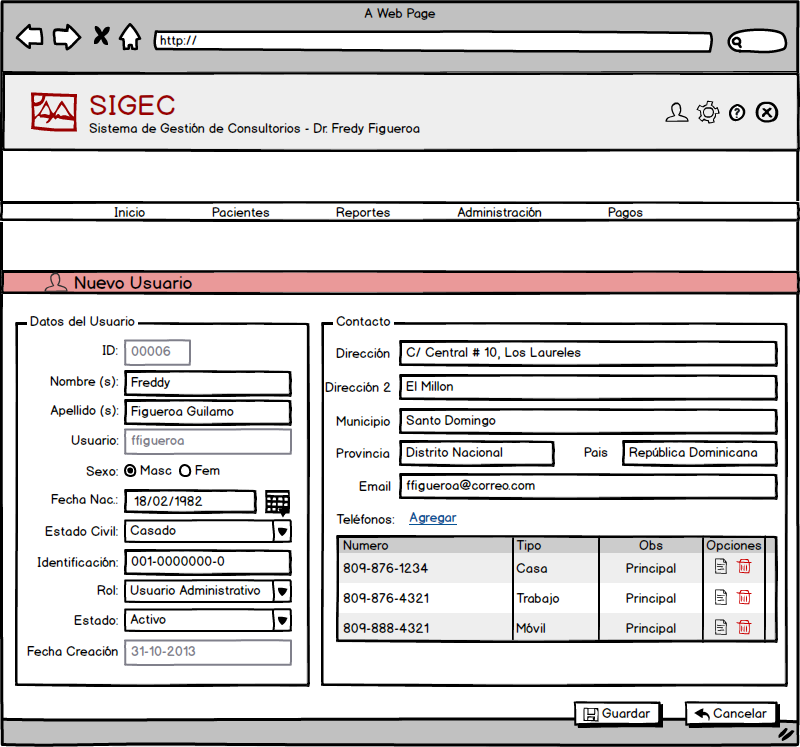 A Web Page
http://
SIGEC
Sistema de Gestión de Consultorios - Dr. Fredy Figueroa
?
Inicio Pacientes Reportes Administración Pagos
Nuevo Usuario
Datos del Usuario
ID: 00006
Nombre (s): Freddy
Apellido (s): Figueroa Guilamo
Usuario: ffigueroa
Sexo: Masc Fem
Fecha Nac.: 18/02/1982
Estado Civil: Casado
Identificación: 001-0000000-0
Rol: Usuario Administrativo
Estado: Activo
Fecha Creación 31-10-2013
Contacto
Dirección C/ Central # 10, Los Laureles
Dirección 2 El Millon
Municipio Santo Domingo
Provincia Distrito Nacional Pais República Dominicana
Email ffigueroa@correo.com
Teléfonos: Agregar
Numero Tipo Obs Opciones
809-876-1234 Casa Principal
809-876-4321 Trabajo Principal
809-888-4321 Móvil Principal
Guardar Cancelar